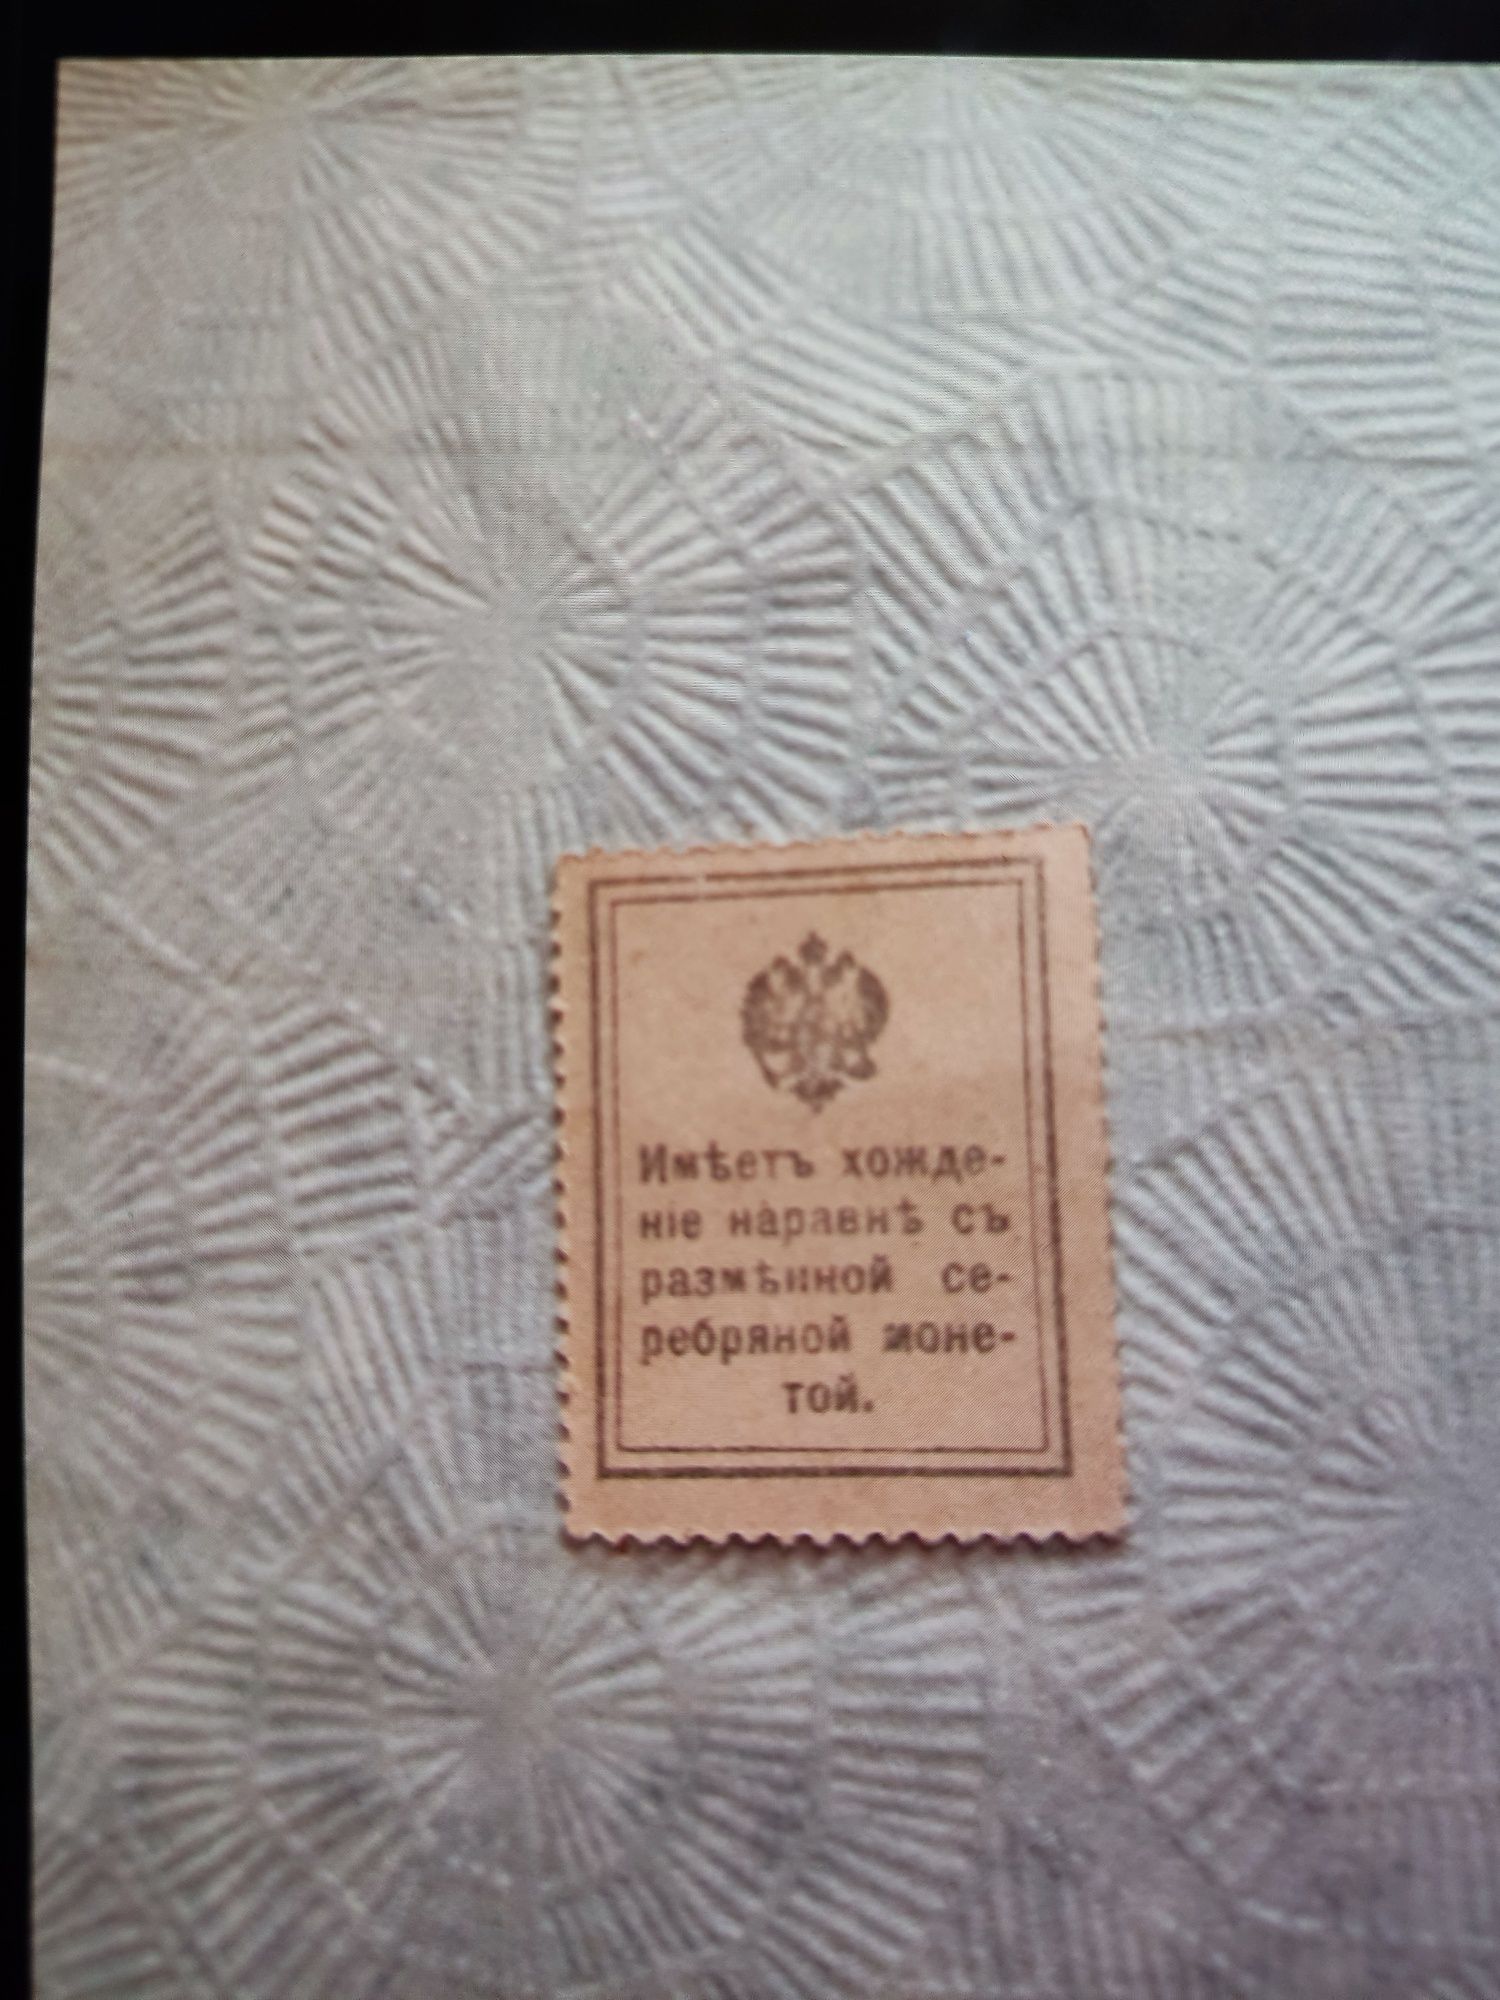 Имѣетъ хожде-
ніе наравнѣ съ
размѣнной се-
ребряной моне-
той.